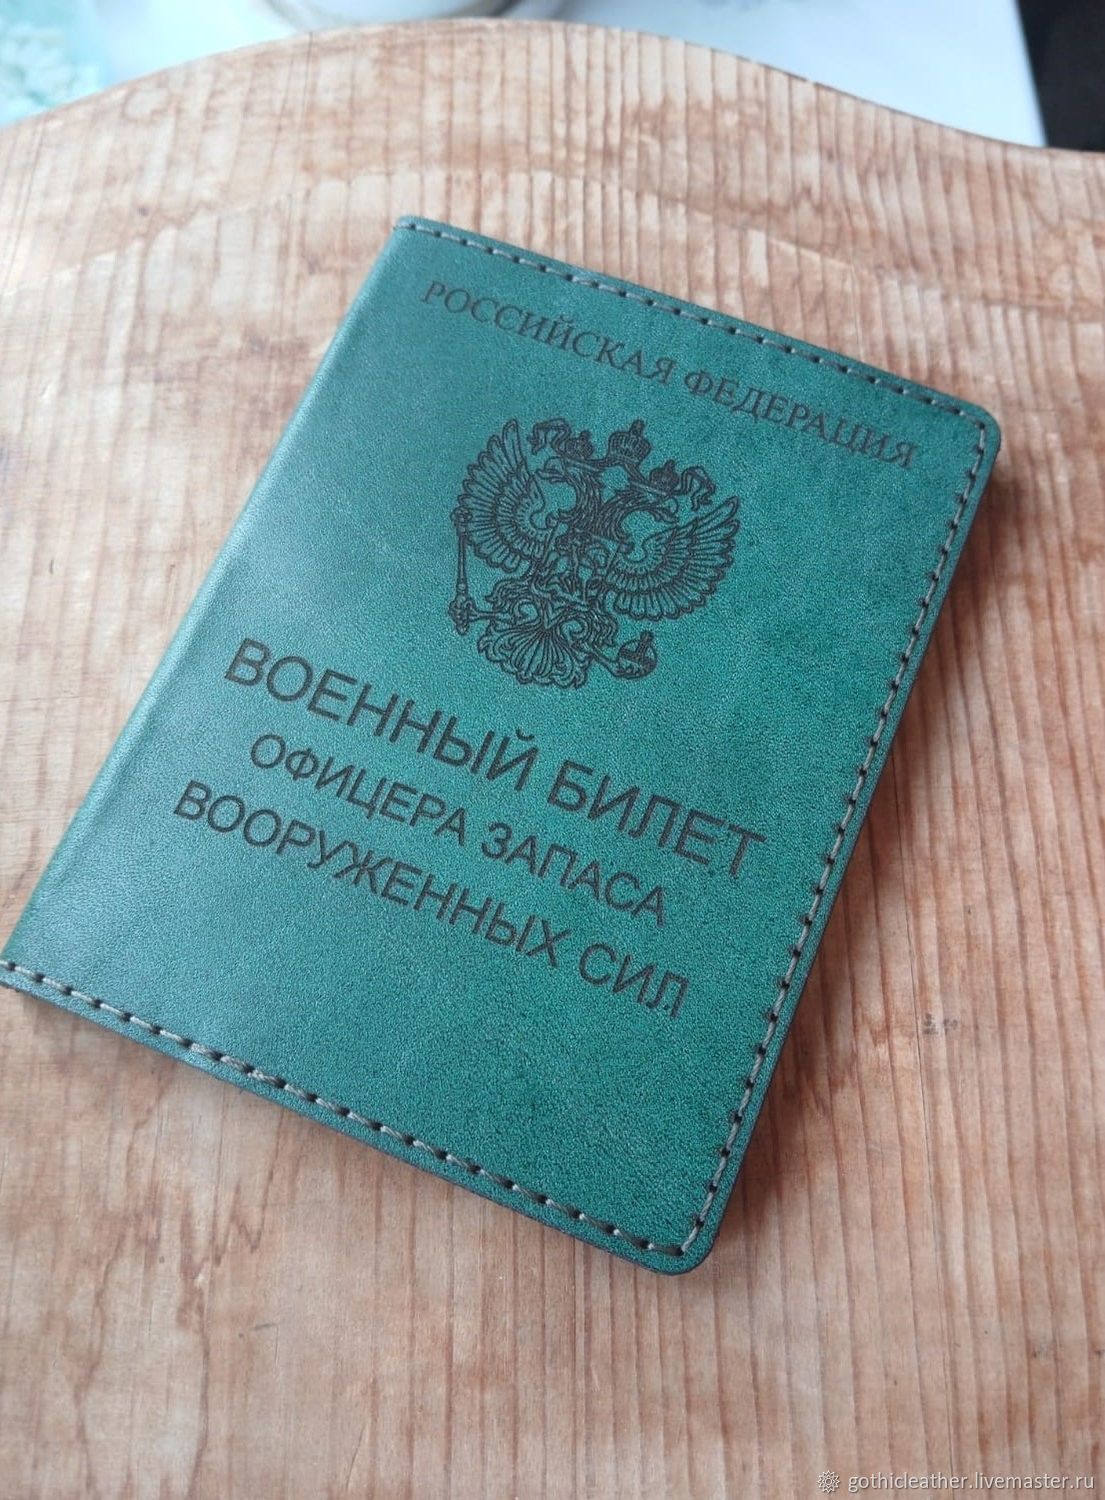 РОССИЙСКАЯ ФЕДЕРАЦИЯ
ВОЕННЫЙ БИЛЕТ
ОФИЦЕРА ЗАПАСА
ВООРУЖЕННЫХ СИЛ
gothicleather.livemaster.ru